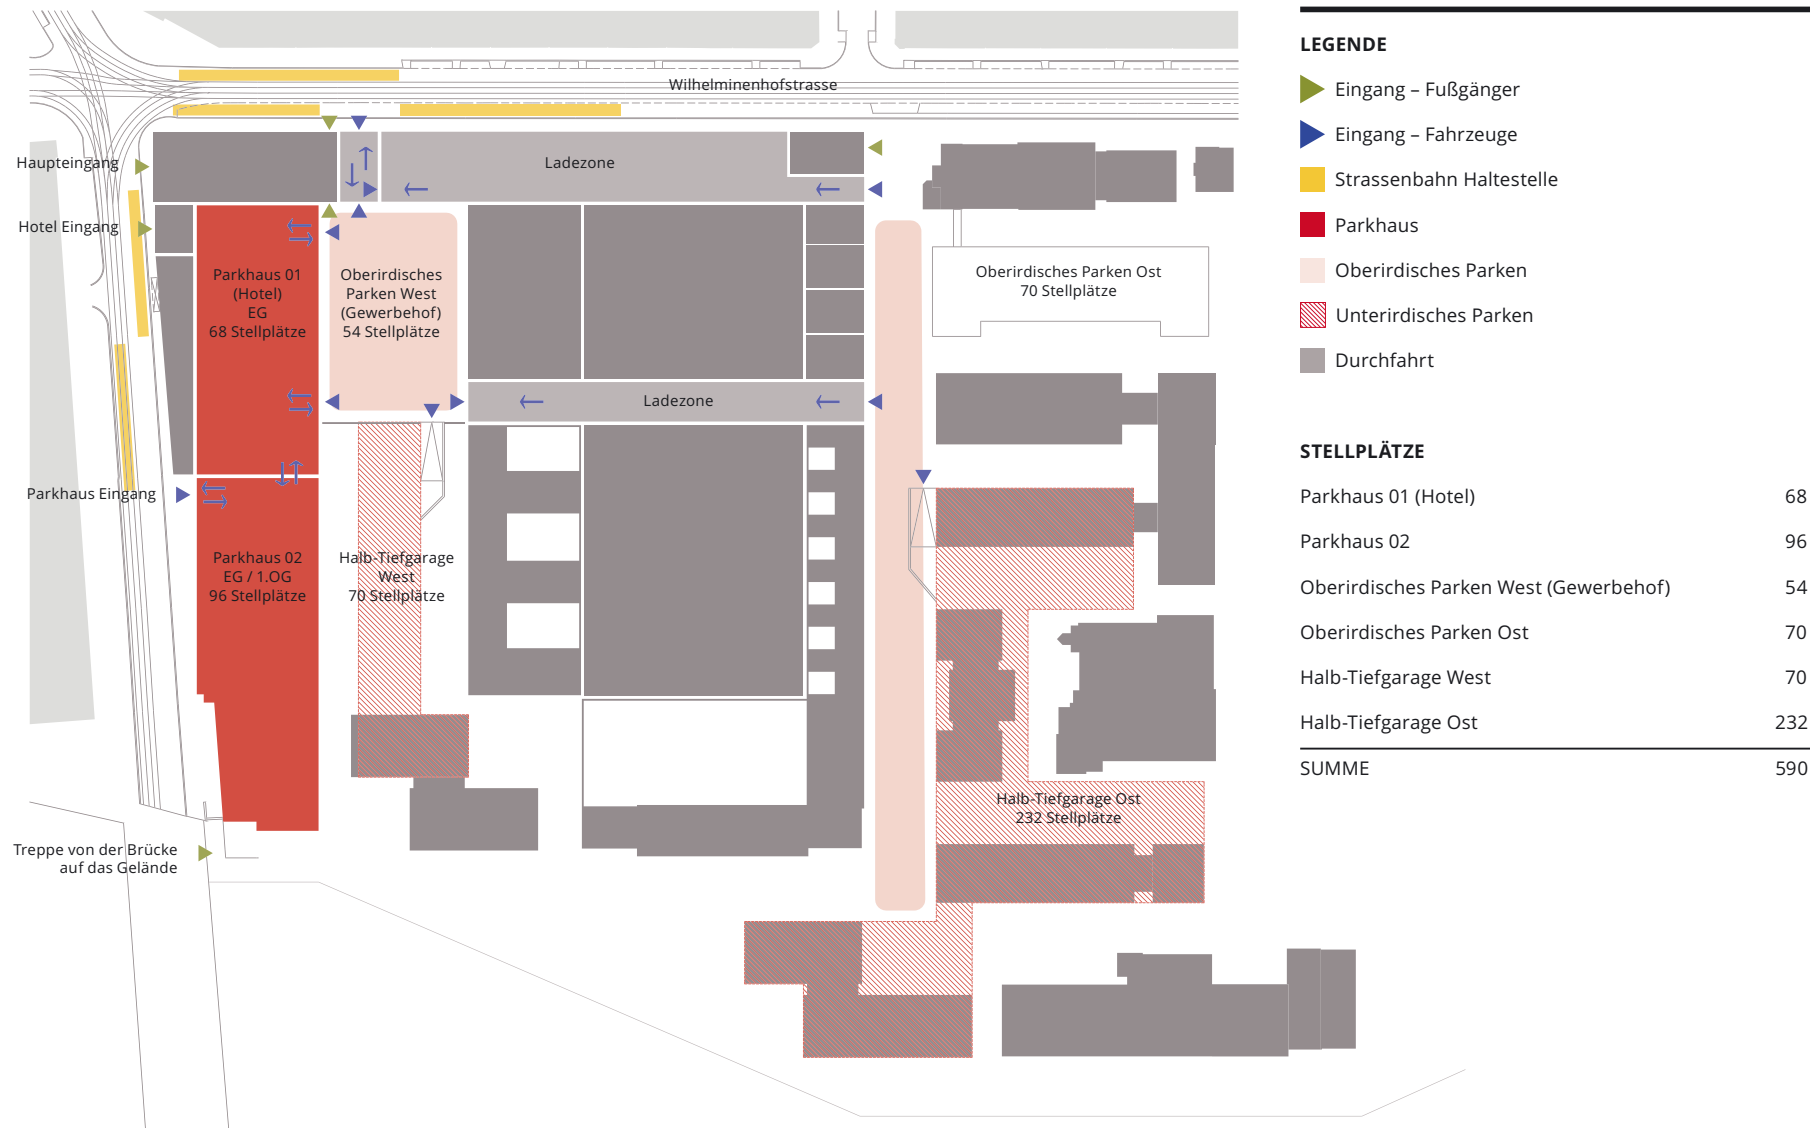 Wilhelminenhofstrasse
Haupteingang
Ladezone
Hotel Eingang
Parkhaus 01
(Hotel)
EG
68 Stellplätze
Oberirdisches
Parken West
(Gewerbehof)
54 Stellplätze
Oberirdisches Parken Ost
70 Stellplätze
Ladezone
Parkhaus Eingang
Parkhaus 02
EG / 1.OG
96 Stellplätze
Halb-Tiefgarage
West
70 Stellplätze
Halb-Tiefgarage Ost
232 Stellplätze
Treppe von der Brücke
auf das Gelände
LEGENDE
Eingang – Fußgänger
Eingang – Fahrzeuge
Strassenbahn Haltestelle
Parkhaus
Oberirdisches Parken
Unterirdisches Parken
Durchfahrt
STELLPLÄTZE
Parkhaus 01 (Hotel) 68
Parkhaus 02 96
Oberirdisches Parken West (Gewerbehof) 54
Oberirdisches Parken Ost 70
Halb-Tiefgarage West 70
Halb-Tiefgarage Ost 232
SUMME 590